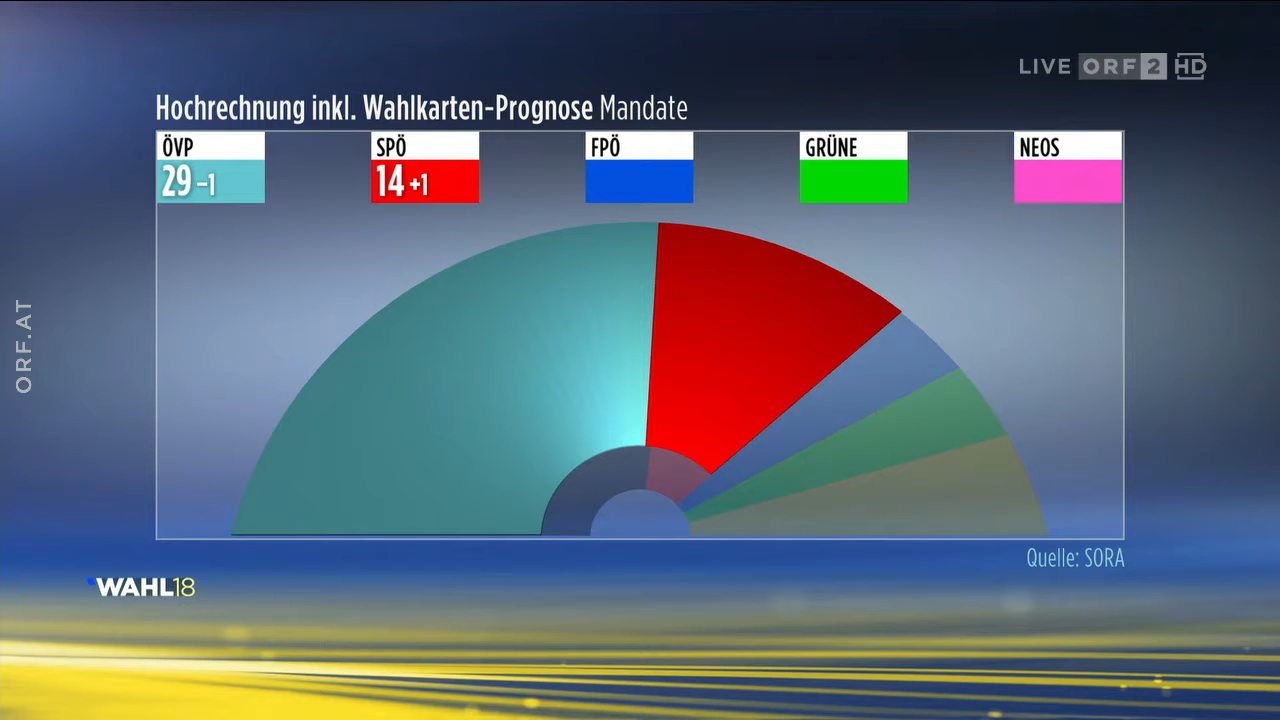 LIVE ORF 2 HD
Hochrechnung inkl. Wahlkarten-Prognose Mandate
ÖVP SPÖ FPÖ GRÜNE NEOS
29 –1 14 +1
ORF.AT
Quelle: SORA
WAHL18